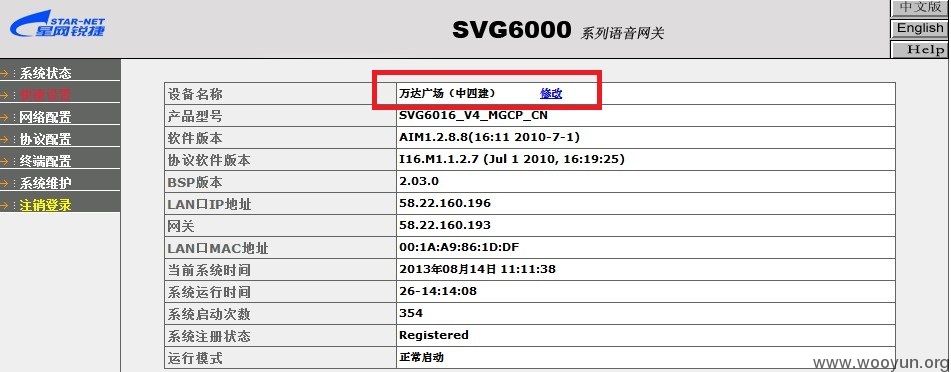 STAR-NET
星网锐捷
SVG6000 系列语音网关
中文版
English
Help
系统状态
快速设置
网络配置
协议配置
终端配置
系统维护
注销登录
设备名称 万达广场（中四建） 修改
产品型号 SVG6016_V4_MGCP_CN
软件版本 AIM1.2.8.8(16:11 2010-7-1)
协议软件版本 I16.M1.1.2.7 (Jul 1 2010, 16:19:25)
BSP版本 2.03.0
LAN口IP地址 58.22.160.196
网关 58.22.160.193
LAN口MAC地址 00:1A:A9:86:1D:DF
当前系统时间 2013年08月14日 11:11:38
系统运行时间 26-14:14:08
系统启动次数 354
系统注册状态 Registered
运行模式 正常启动
www.wooyun.org